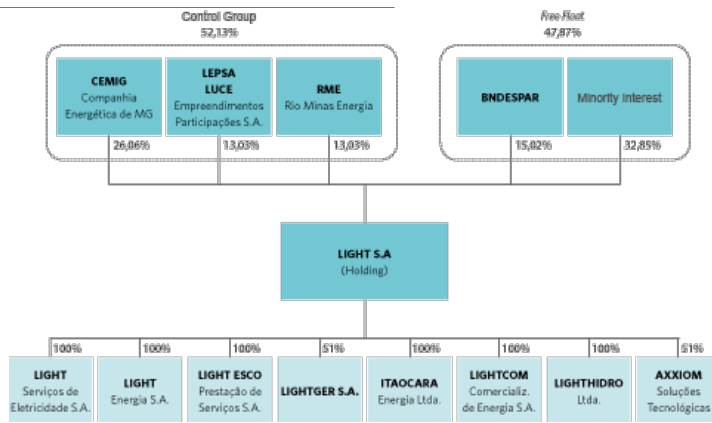 Control Group
52,13%
Free Float
47,87%
CEMIG
Companhia
Energética de MG
LEPSA
LUCE
Empreendimentos
Participações S.A.
RME
Rio Minas Energia
BNDESPAR
Minority Interest
26,06%
13,03%
13,03%
15,02%
32,85%
LIGHT S.A
(Holding)
100%
100%
100%
51%
100%
100%
100%
51%
LIGHT
Serviços de
Eletricidade S.A.
LIGHT
Energia S.A.
LIGHT ESCO
Prestação de
Serviços S.A.
LIGHTGER S.A.
ITAOCARA
Energia Ltda.
LIGHTCOM
Comercializ.
de Energia S.A.
LIGHTHIDRO
Ltda.
AXXIOM
Soluções
Tecnológicas